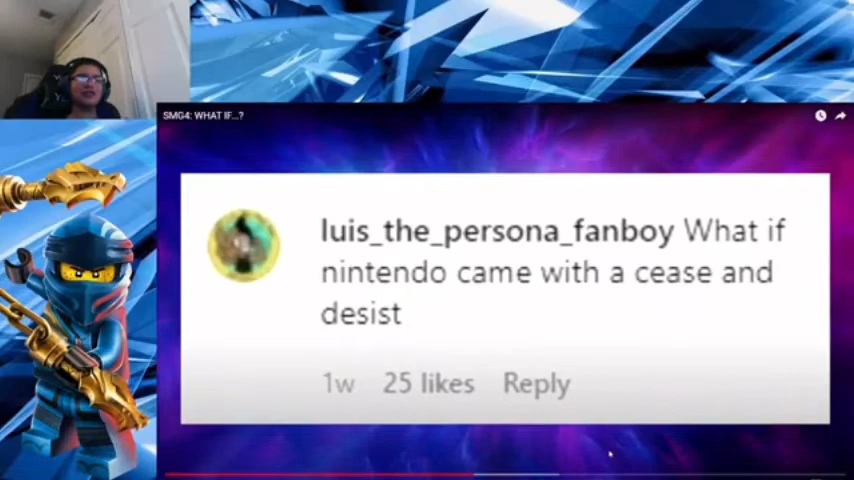 SMG4: WHAT IF...?
luis_the_persona_fanboy What if
nintendo came with a cease and
desist
1w 25 likes Reply